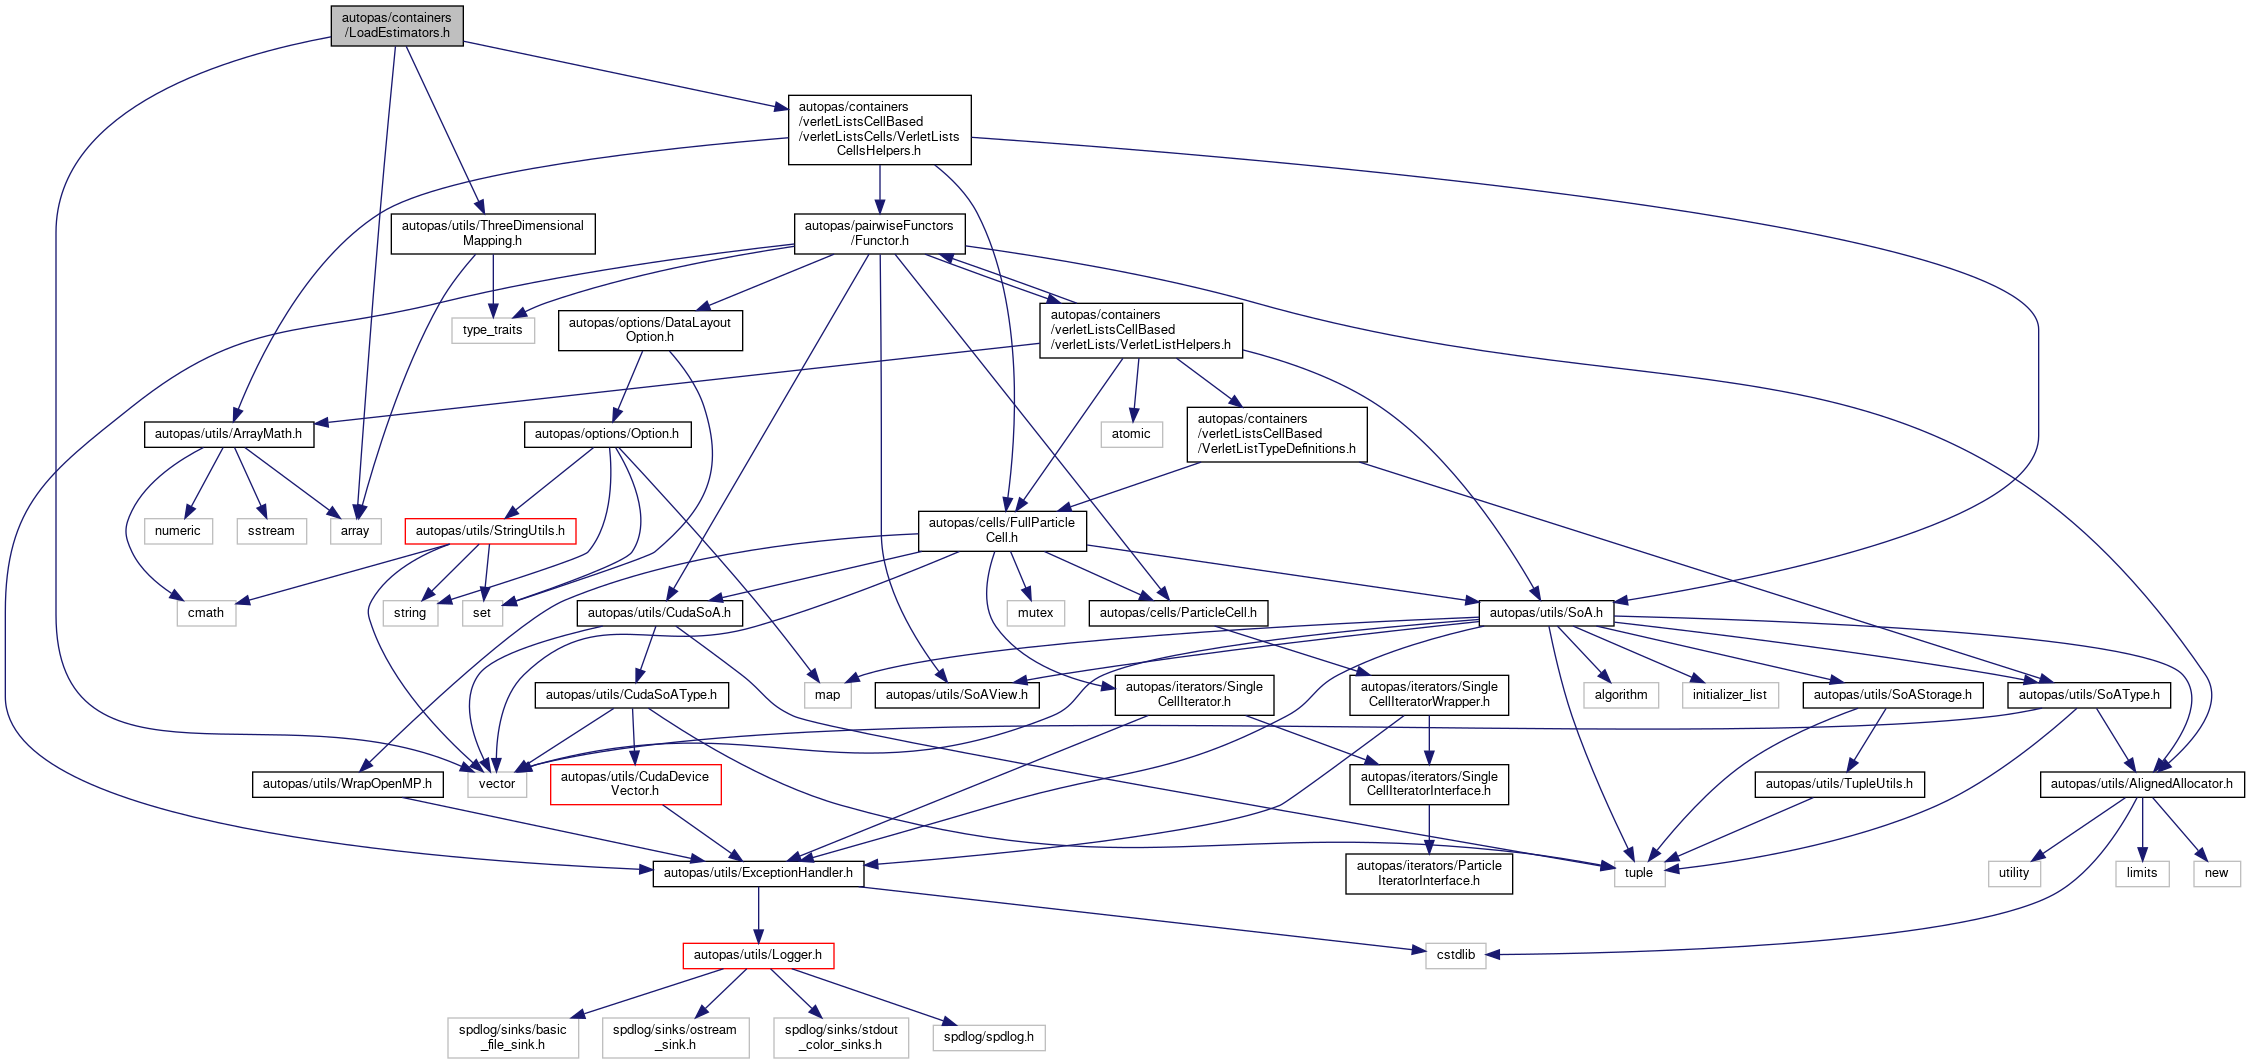 autopas/containers
/LoadEstimators.h
autopas/containers
/verletListsCellBased
/verletListsCells/VerletLists
CellsHelpers.h
autopas/utils/ThreeDimensional
Mapping.h
autopas/pairwiseFunctors
/Functor.h
type_traits
autopas/options/DataLayout
Option.h
autopas/containers
/verletListsCellBased
/verletLists/VerletListHelpers.h
autopas/utils/ArrayMath.h
autopas/options/Option.h
atomic
autopas/containers
/verletListsCellBased
/VerletListTypeDefinitions.h
numeric
sstream
array
autopas/utils/StringUtils.h
autopas/cells/FullParticle
Cell.h
cmath
string
set
autopas/utils/CudaSoA.h
mutex
autopas/cells/ParticleCell.h
autopas/utils/SoA.h
autopas/utils/CudaSoAType.h
map
autopas/utils/SoAView.h
autopas/iterators/Single
CellIterator.h
autopas/iterators/Single
CellIteratorWrapper.h
algorithm
initializer_list
autopas/utils/SoAStorage.h
autopas/utils/SoAType.h
autopas/utils/WrapOpenMP.h
vector
autopas/utils/CudaDevice
Vector.h
autopas/iterators/Single
CellIteratorInterface.h
autopas/utils/TupleUtils.h
autopas/utils/AlignedAllocator.h
autopas/utils/ExceptionHandler.h
autopas/iterators/Particle
IteratorInterface.h
tuple
utility
limits
new
autopas/utils/Logger.h
cstdlib
spdlog/sinks/basic
_file_sink.h
spdlog/sinks/ostream
_sink.h
spdlog/sinks/stdout
_color_sinks.h
spdlog/spdlog.h